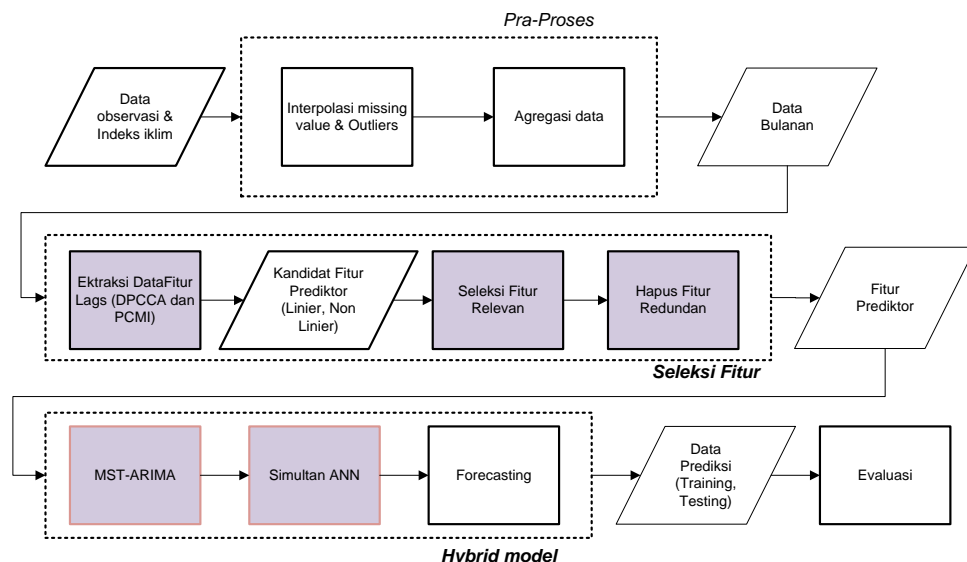 Pra-Proses
Data
observasi &
Indeks iklim
Interpolasi missing
value & Outliers
Agregasi data
Data
Bulanan
Ektraksi DataFitur
Lags (DPCCA dan
PCMI)
Kandidat Fitur
Prediktor
(Linier, Non
Linier)
Seleksi Fitur
Relevan
Hapus Fitur
Redundan
Fitur
Prediktor
Seleksi Fitur
MST-ARIMA
Simultan ANN
Forecasting
Data
Prediksi
(Training,
Testing)
Evaluasi
Hybrid model